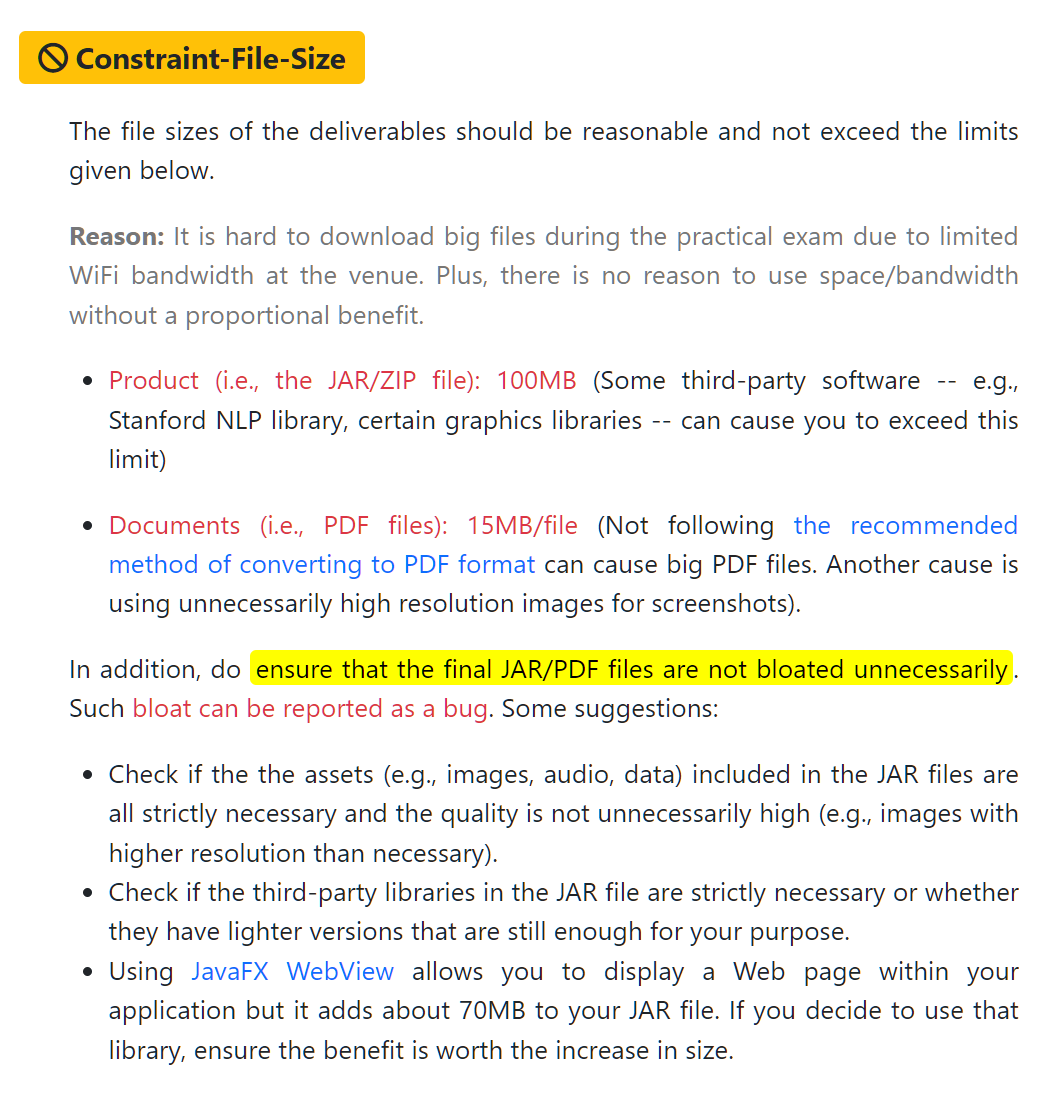 Constraint-File-Size
The file sizes of the deliverables should be reasonable and not exceed the limits
given below.
Reason: It is hard to download big files during the practical exam due to limited
WiFi bandwidth at the venue. Plus, there is no reason to use space/bandwidth
without a proportional benefit.
• Product (i.e., the JAR/ZIP file): 100MB (Some third-party software -- e.g.,
Stanford NLP library, certain graphics libraries -- can cause you to exceed this
limit)
• Documents (i.e., PDF files): 15MB/file (Not following the recommended
method of converting to PDF format can cause big PDF files. Another cause is
using unnecessarily high resolution images for screenshots).
In addition, do ensure that the final JAR/PDF files are not bloated unnecessarily.
Such bloat can be reported as a bug. Some suggestions:
• Check if the the assets (e.g., images, audio, data) included in the JAR files are
all strictly necessary and the quality is not unnecessarily high (e.g., images with
higher resolution than necessary).
• Check if the third-party libraries in the JAR file are strictly necessary or whether
they have lighter versions that are still enough for your purpose.
• Using JavaFX WebView allows you to display a Web page within your
application but it adds about 70MB to your JAR file. If you decide to use that
library, ensure the benefit is worth the increase in size.